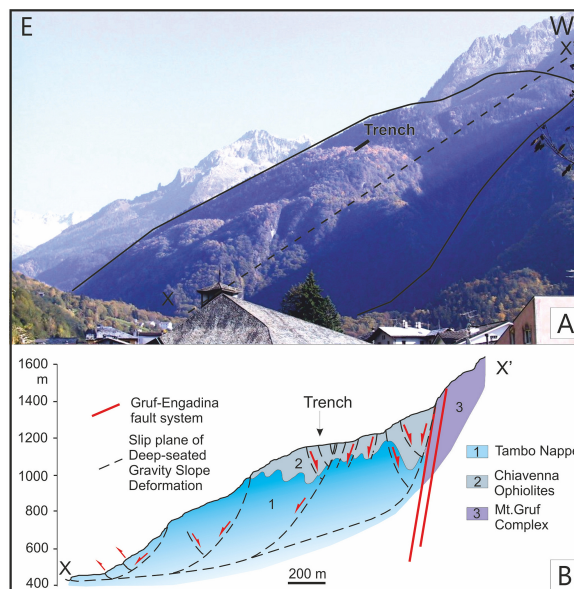 E
W
X'
Trench
X
A
1600
m
1400
1200
1000
800
600
400
Gruf-Engadina
fault system
Slip plane of
Deep-seated
Gravity Slope
Deformation
Trench
X'
3
2
1
X
200 m
1 Tambo Nappe
2 Chiavenna
Ophiolites
3 Mt.Gruf
Complex
B